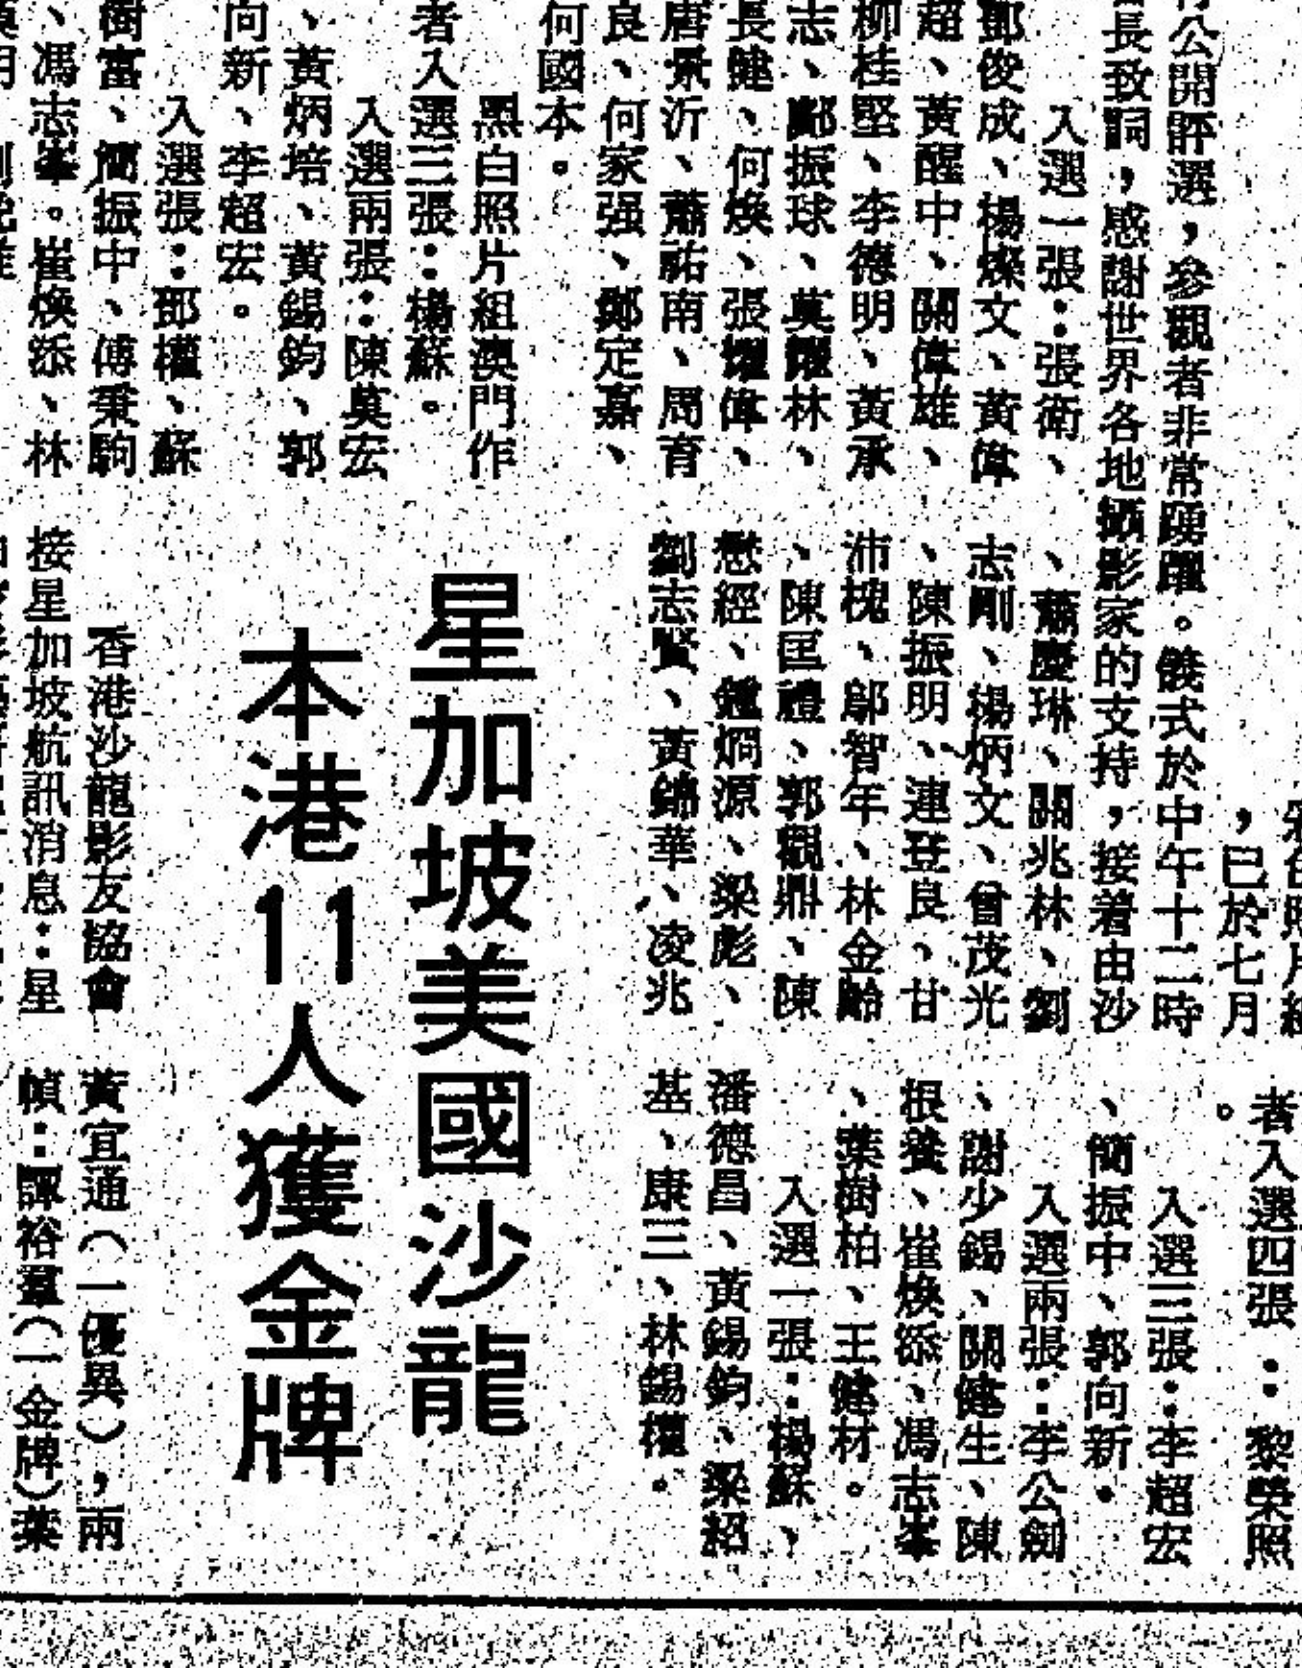 公開評選，參觀者非常踴躍。儀式於中午十二時
長致詞，感謝世界各地攝影家的支持，接着由沙
入選一張：張衛、
鄧俊成、楊燦文、黃偉
超、黃醒中、關偉雄、
柳桂堅、李德明、黃承
志、鄺振球、莫耀林、
長健、何煥、張耀偉、
唐景沂、蕭祐南、周育
良、何家强、鄭定嘉、
何國本。
黑白照片組澳門作
者入選三張：楊蘇。
入選兩張：陳莫宏
、黃炳培、黃錫鈞、郭
向新、李超宏。
入選張：鄧權、蘇
樹富、簡振中、傅秉駒
、馮志峯。崔煥添、林
，已於七月
、蕭慶琳、關兆林、劉
志剛、楊炳文、曾茂光
、陳振明、連登良、甘
沛槐、鄔智年、林金齡
、陳匡禮、郭觀鼎、陳
懋經、鍾炯源、梁彪、
劉志賢、黃錦華、凌兆
者入選四張：黎榮照
。
入選三張：李超宏
、簡振中、郭向新。
入選兩張：李公劍
、謝少錫、關健生、陳
根養、崔煥添、馮志峯
、葉樹柏、王健材。
入選一張：楊蘇、
潘德昌、黃錫鈞、梁紹
基、康三、林錫權。
星加坡美國沙龍
本港11人獲金牌
香港沙龍影友協會
接星加坡航訊消息：星
黃宜通（一優異），兩
幀：譚裕羣（一金牌）葉